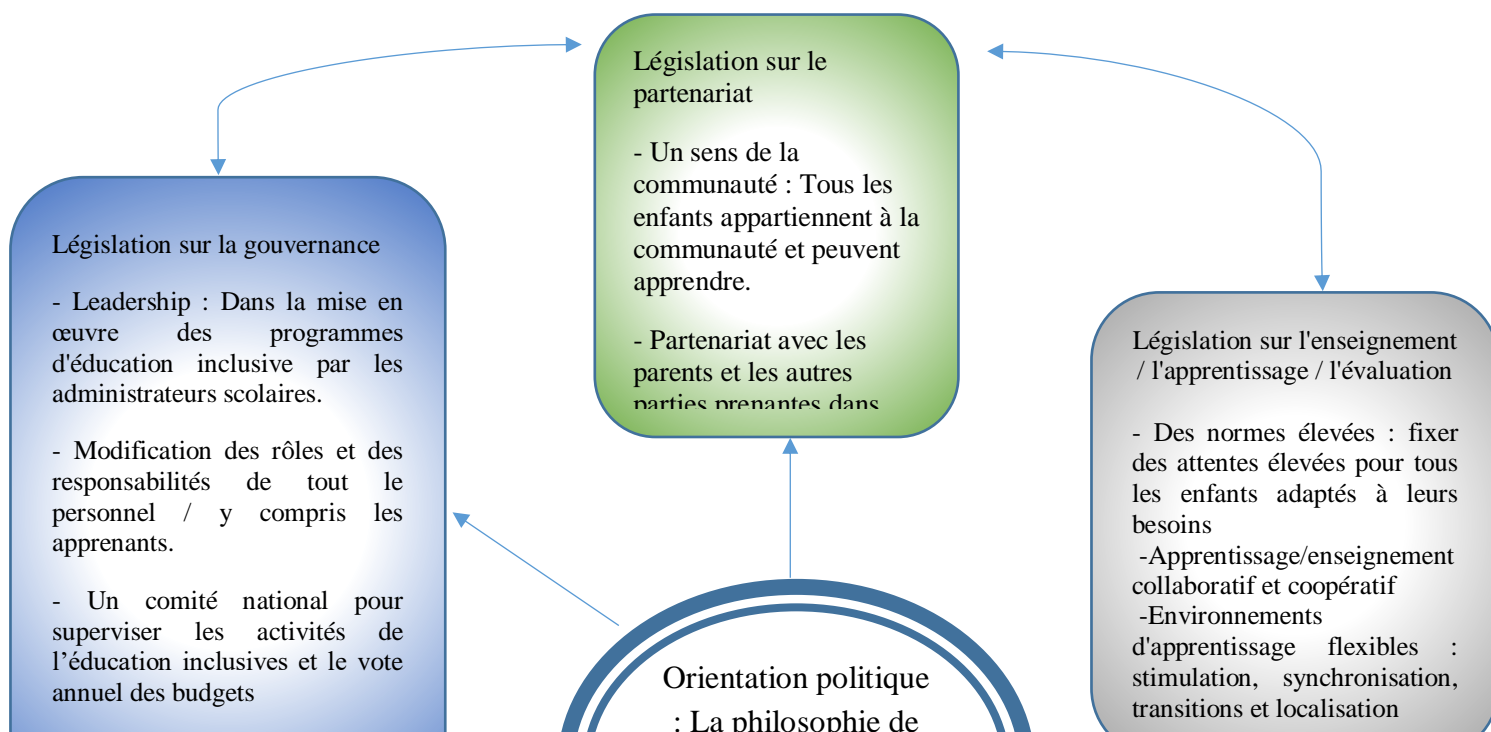 Législation sur le
partenariat
- Un sens de la
communauté : Tous les
enfants appartiennent à la
communauté et peuvent
apprendre.
- Partenariat avec les
parents et les autres
parties prenantes dans
Législation sur la gouvernance
- Leadership : Dans la mise en
œuvre des programmes
d'éducation inclusive par les
administrateurs scolaires.
- Modification des rôles et des
responsabilités de tout le
personnel / y compris les
apprenants.
- Un comité national pour
superviser les activités de
l’éducation inclusives et le vote
annuel des budgets
Législation sur l'enseignement
/ l'apprentissage / l'évaluation
- Des normes élevées : fixer
des attentes élevées pour tous
les enfants adaptés à leurs
besoins
-Apprentissage/enseignement
collaboratif et coopératif
-Environnements
d'apprentissage flexibles :
stimulation, synchronisation,
transitions et localisation
Orientation politique
: La philosophie de